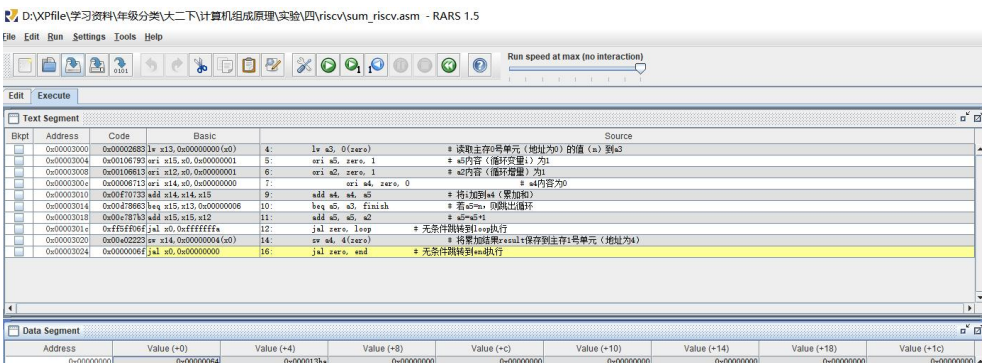 D:\XPfile\学习资料\年级分类\大二下\计算机组成原理\实验\四\riscv\sum_riscv.asm - RARS 1.5
File Edit Run Settings Tools Help
Run speed at max (no interaction)
Edit Execute
Text Segment
Bkpt Address Code Basic Source
0x00003000 0x00002683 lw x13,0x00000000(x0) 4: lw a3, 0(zero) # 读取主存0号单元（地址为0）的值（n）到a3
0x00003004 0x00106793 ori x15,x0,0x00000001 5: ori a5, zero, 1 # a5内容（循环变量i）为1
0x00003008 0x00106613 ori x12,x0,0x00000001 6: ori a2, zero, 1 # a2内容（循环增量）为1
0x0000300c 0x00006713 ori x14,x0,0x00000000 7: ori a4, zero, 0 # a4内容为0
0x00003010 0x00f70733 add x14,x14,x15 9: add a4, a4, a5 # 将i加到a4（累加和）
0x00003014 0x00d78663 beq x15,x13,0x00000006 10: beq a5, a3, finish # 若a5=n，则跳出循环
0x00003018 0x00c787b3 add x15,x15,x12 11: add a5, a5, a2 # a5=a5+1
0x0000301c 0xff5ff06f jal x0,0xfffffffa 12: jal zero, loop # 无条件跳转到loop执行
0x00003020 0x00e02223 sw x14,0x00000004(x0) 14: sw a4, 4(zero) # 将累加结果result保存到主存1号单元（地址为4）
0x00003024 0x0000006f jal x0,0x00000000 16: jal zero, end # 无条件跳转到end执行
Data Segment
Address Value (+0) Value (+4) Value (+8) Value (+c) Value (+10) Value (+14) Value (+18) Value (+1c)
0x00000000 0x00000064 0x000013ba 0x00000000 0x00000000 0x00000000 0x00000000 0x00000000 0x00000000